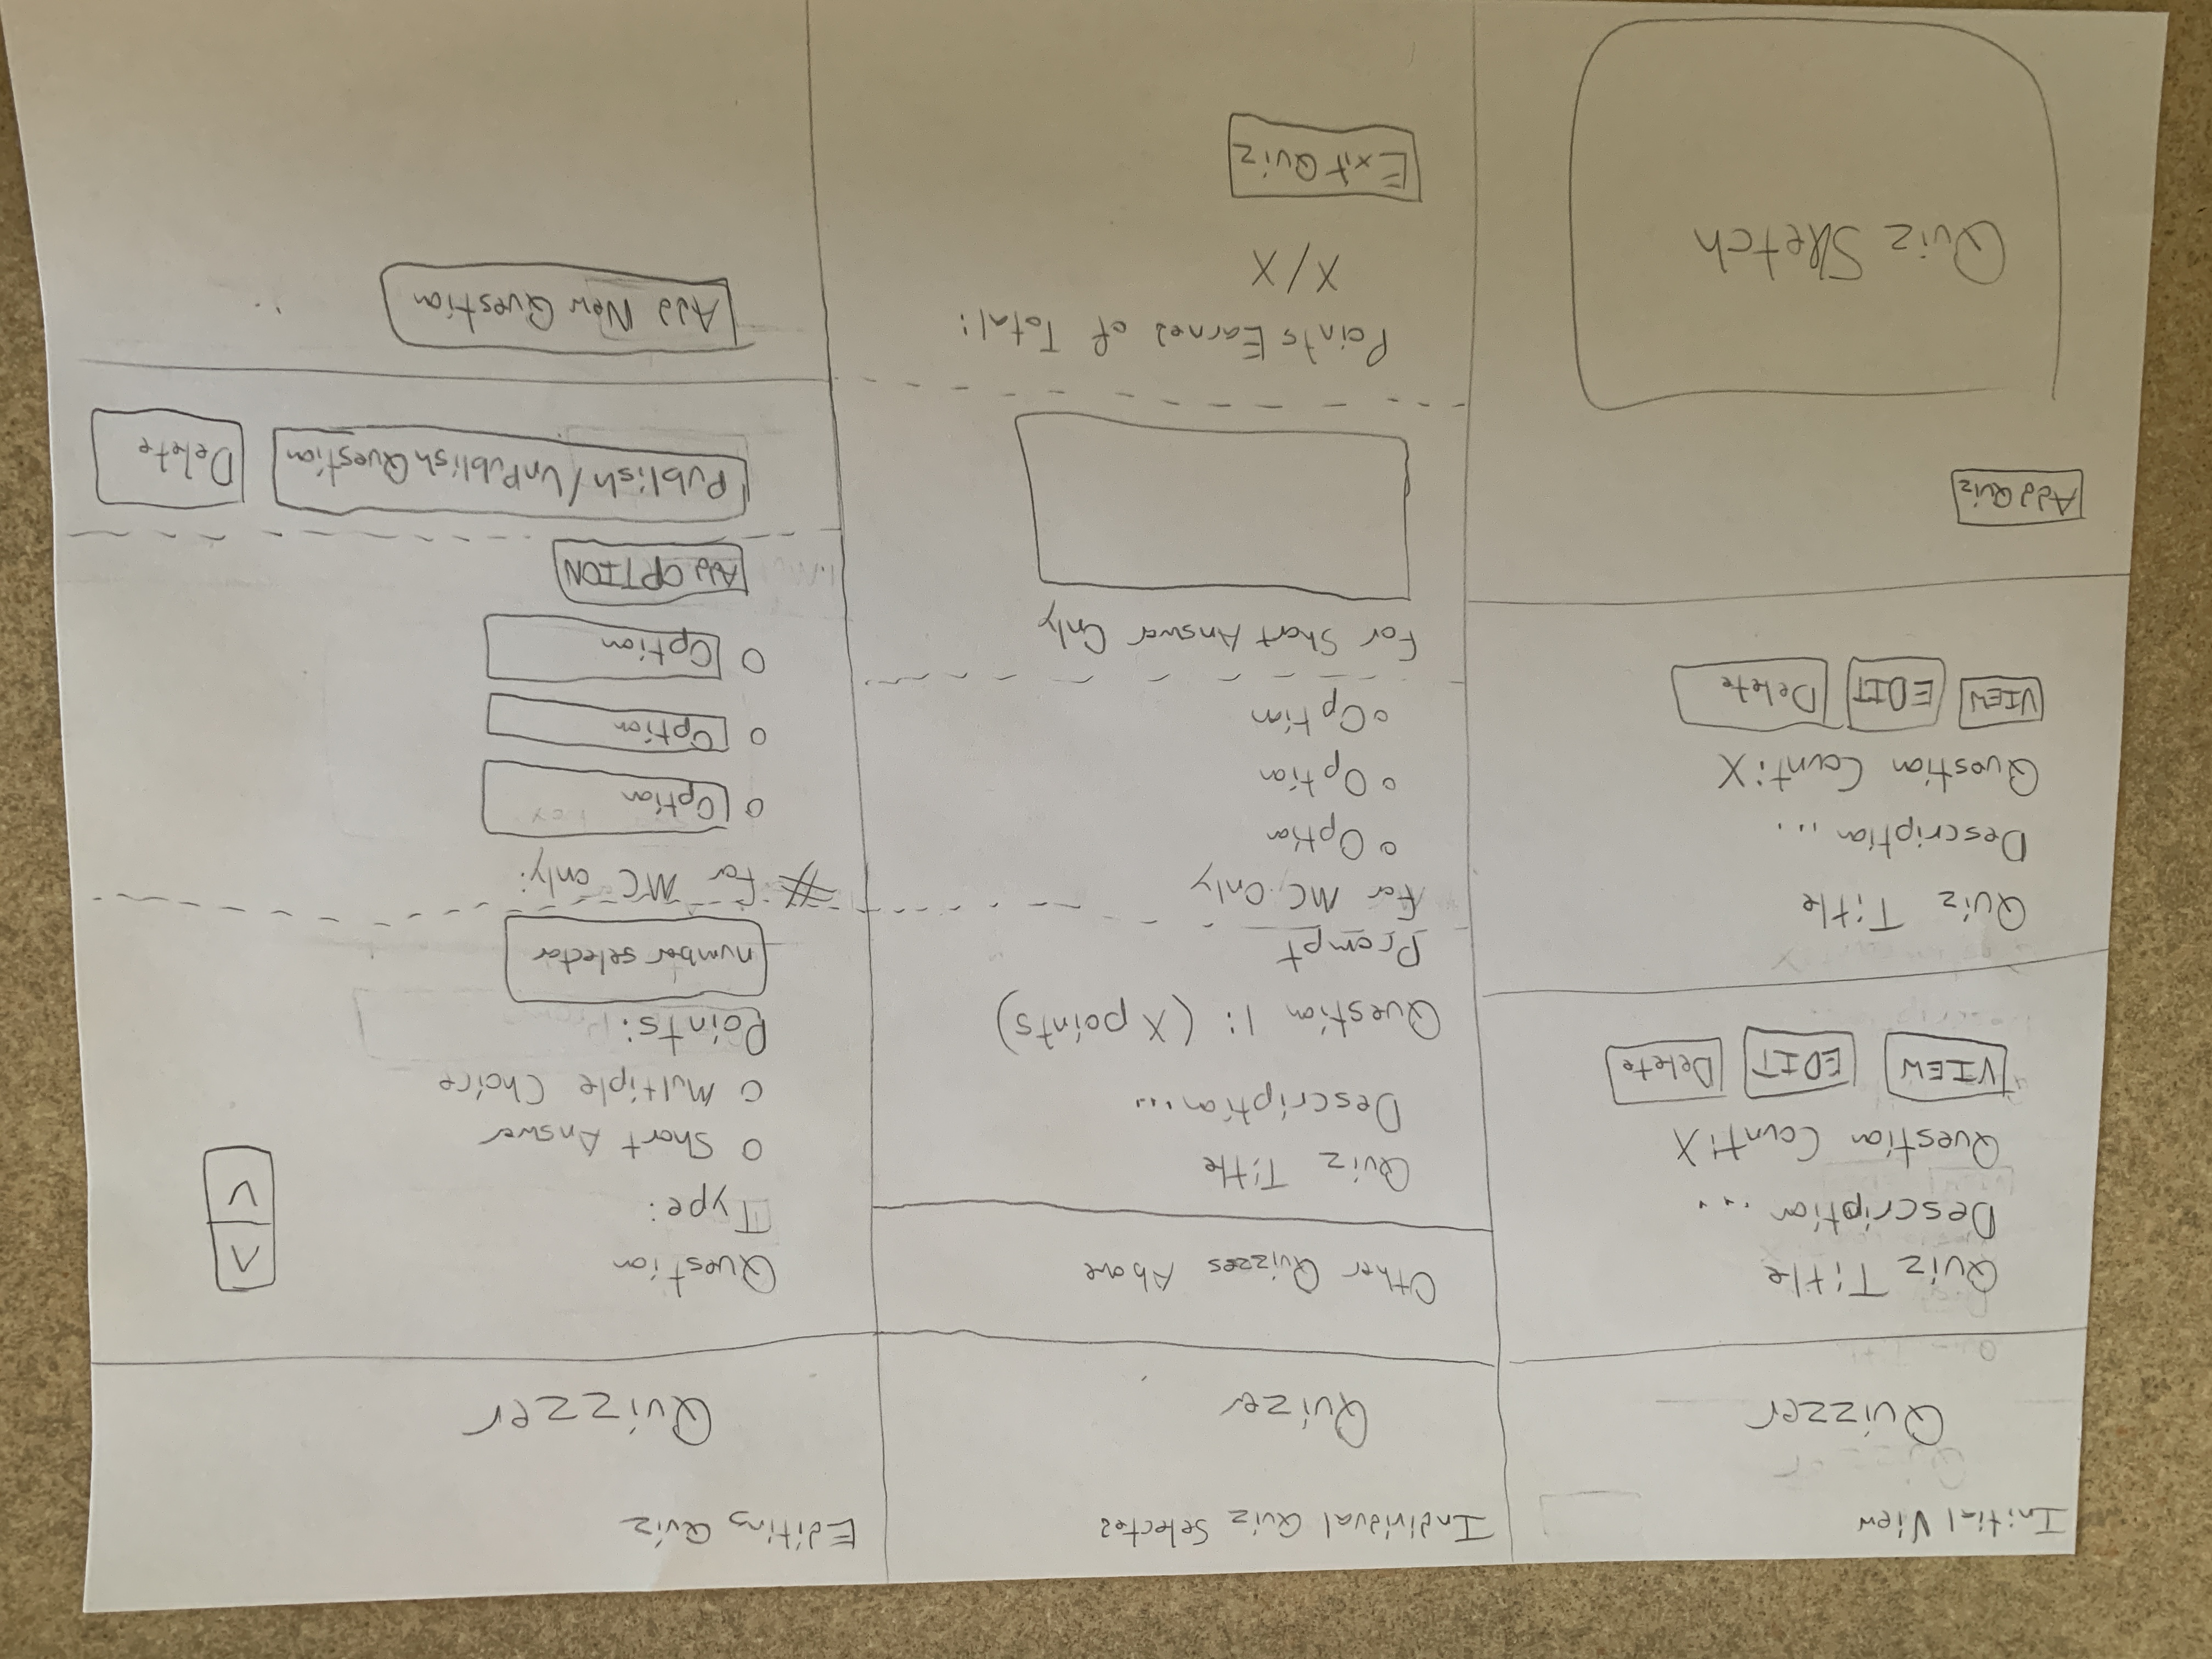 Initial View
Quizzer
Quiz Title
Description....
Question Count: X
VIEW EDIT Delete
Quiz Title
Description...
Question Count: X
VIEW EDIT Delete
Add Quiz
Quiz Sketch
Individual Quiz Selected
Quizer
Other Quizzes Above
Quiz Title
Description...
Question 1: (X points)
Prompt
for MC Only
Option
Option
Option
For Short Answer Only
Points Earned of Total:
X/X
Exit Quiz
Editing Quiz
Quizzer
Question
Type:
Short Answer
Multiple Choice
Points:
number selector
for MC only:
Option
Option
Option
Add OPTION
Publish/UnPublish Question Delete
Add New Question